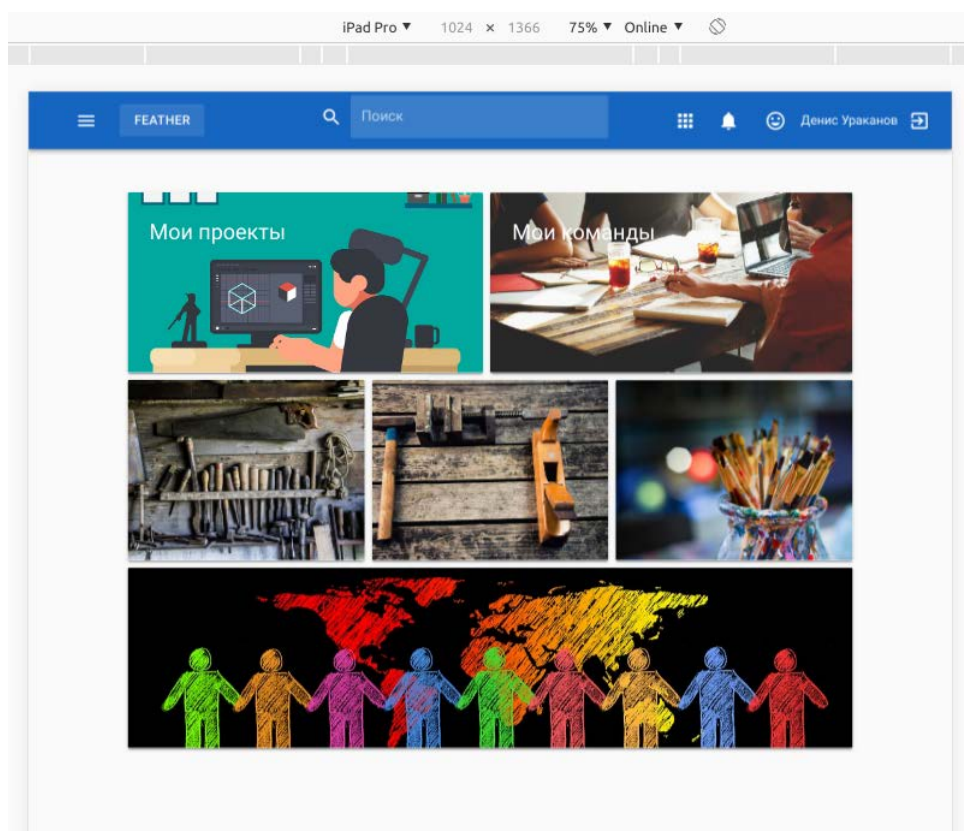 iPad Pro ▼ 1024 × 1366 75% ▼ Online ▼
FEATHER Поиск Денис Ураканов
Мои проекты Мои команды